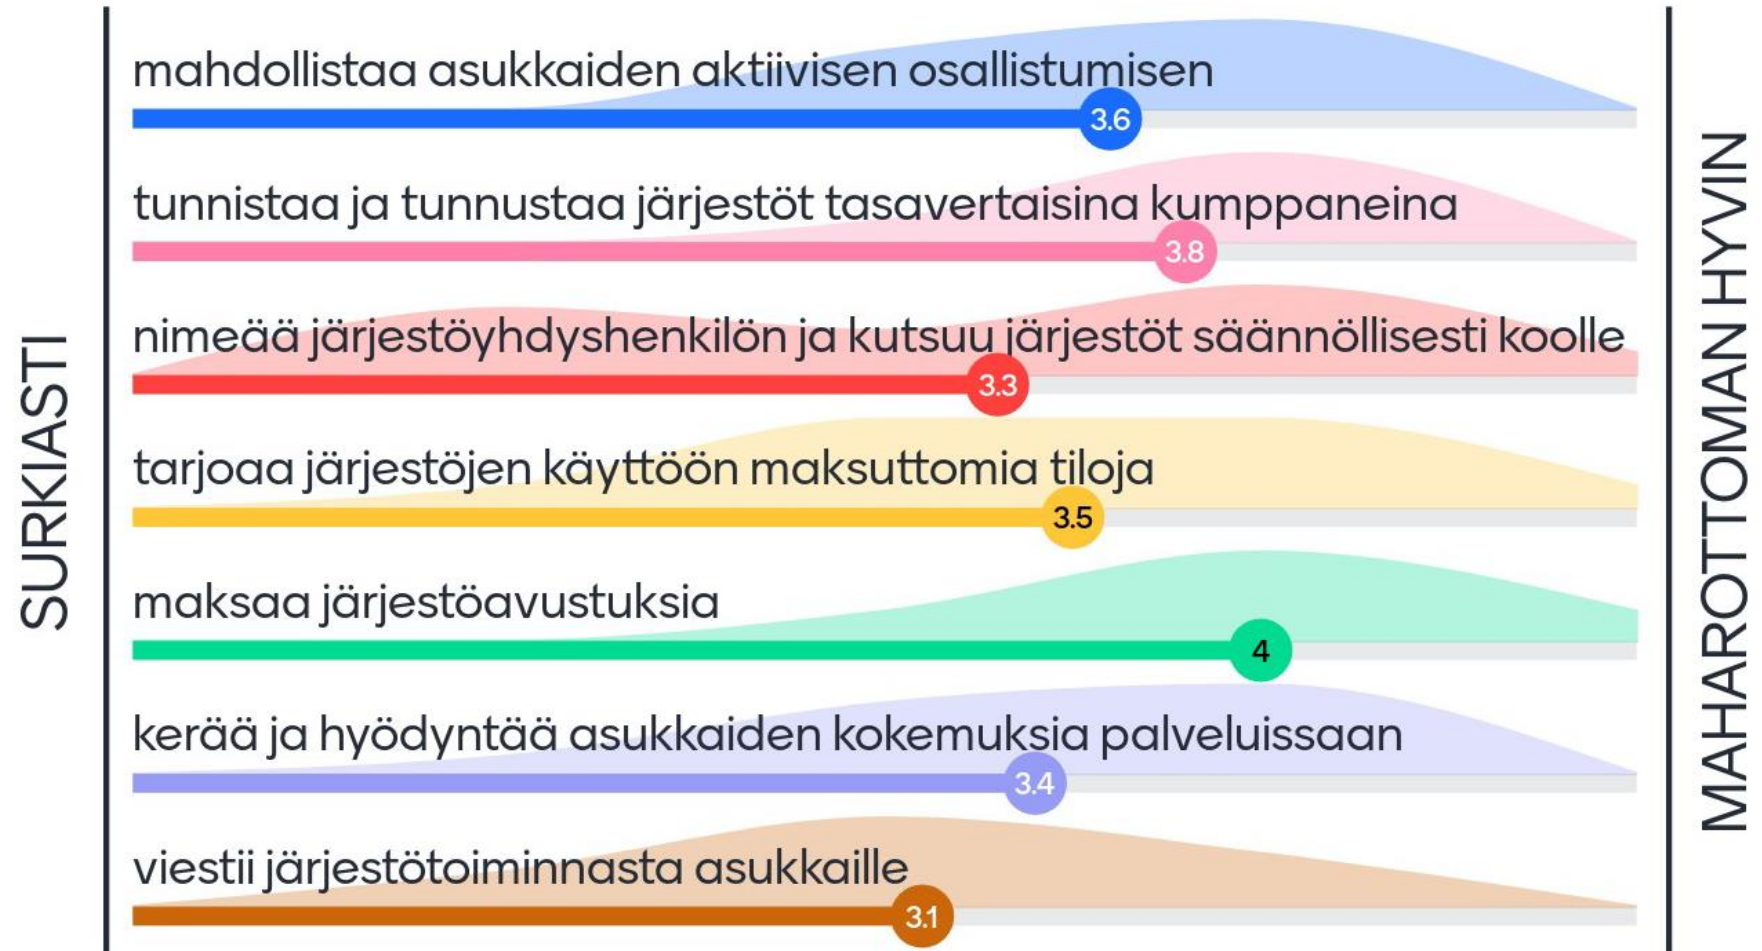 SURKIASTI
mahdollistaa asukkaiden aktiivisen osallistumisen
3.6
tunnistaa ja tunnustaa järjestöt tasavertaisina kumppaneina
3.8
nimeää järjestöyhdyshenkilön ja kutsuu järjestöt säännöllisesti koolle
3.3
tarjoaa järjestöjen käyttöön maksuttomia tiloja
3.5
maksaa järjestöavustuksia
4
kerää ja hyödyntää asukkaiden kokemuksia palveluissaan
3.4
viestii järjestötoiminnasta asukkaille
3.1
MAHAROTTOMAN HYVIN